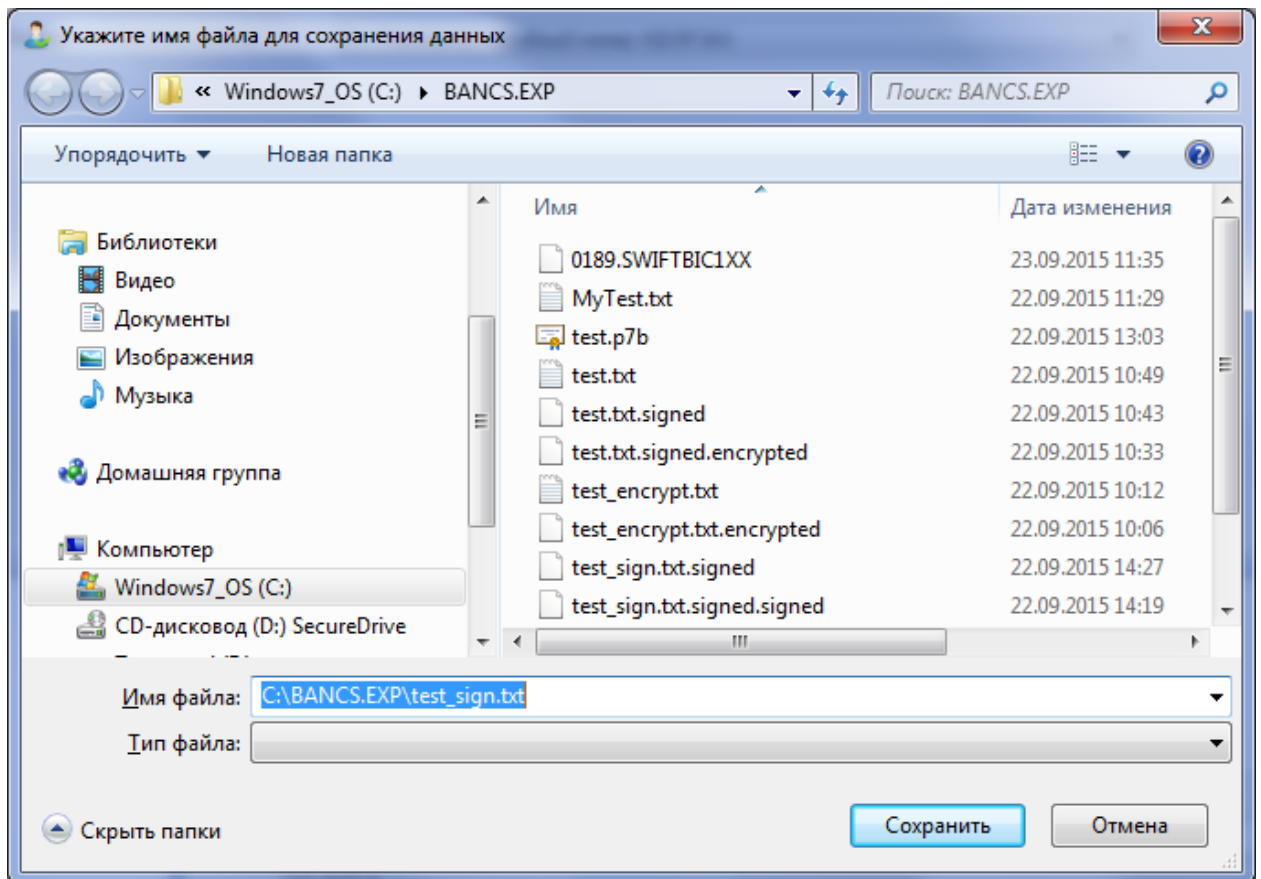 Укажите имя файла для сохранения данных
« Windows7_OS (C:) ▸ BANCS.EXP
Поиск: BANCS.EXP
Упорядочить ▼ Новая папка
Библиотеки
Видео
Документы
Изображения
Музыка
Домашняя группа
Компьютер
Windows7_OS (C:)
CD-дисковод (D:) SecureDrive
Имя Дата изменения
0189.SWIFTBIC1XX 23.09.2015 11:35
MyTest.txt 22.09.2015 11:29
test.p7b 22.09.2015 13:03
test.txt 22.09.2015 10:49
test.txt.signed 22.09.2015 10:43
test.txt.signed.encrypted 22.09.2015 10:33
test_encrypt.txt 22.09.2015 10:12
test_encrypt.txt.encrypted 22.09.2015 10:06
test_sign.txt.signed 22.09.2015 14:27
test_sign.txt.signed.signed 22.09.2015 14:19
Имя файла: C:\BANCS.EXP\test_sign.txt
Тип файла:
Скрыть папки
Сохранить Отмена